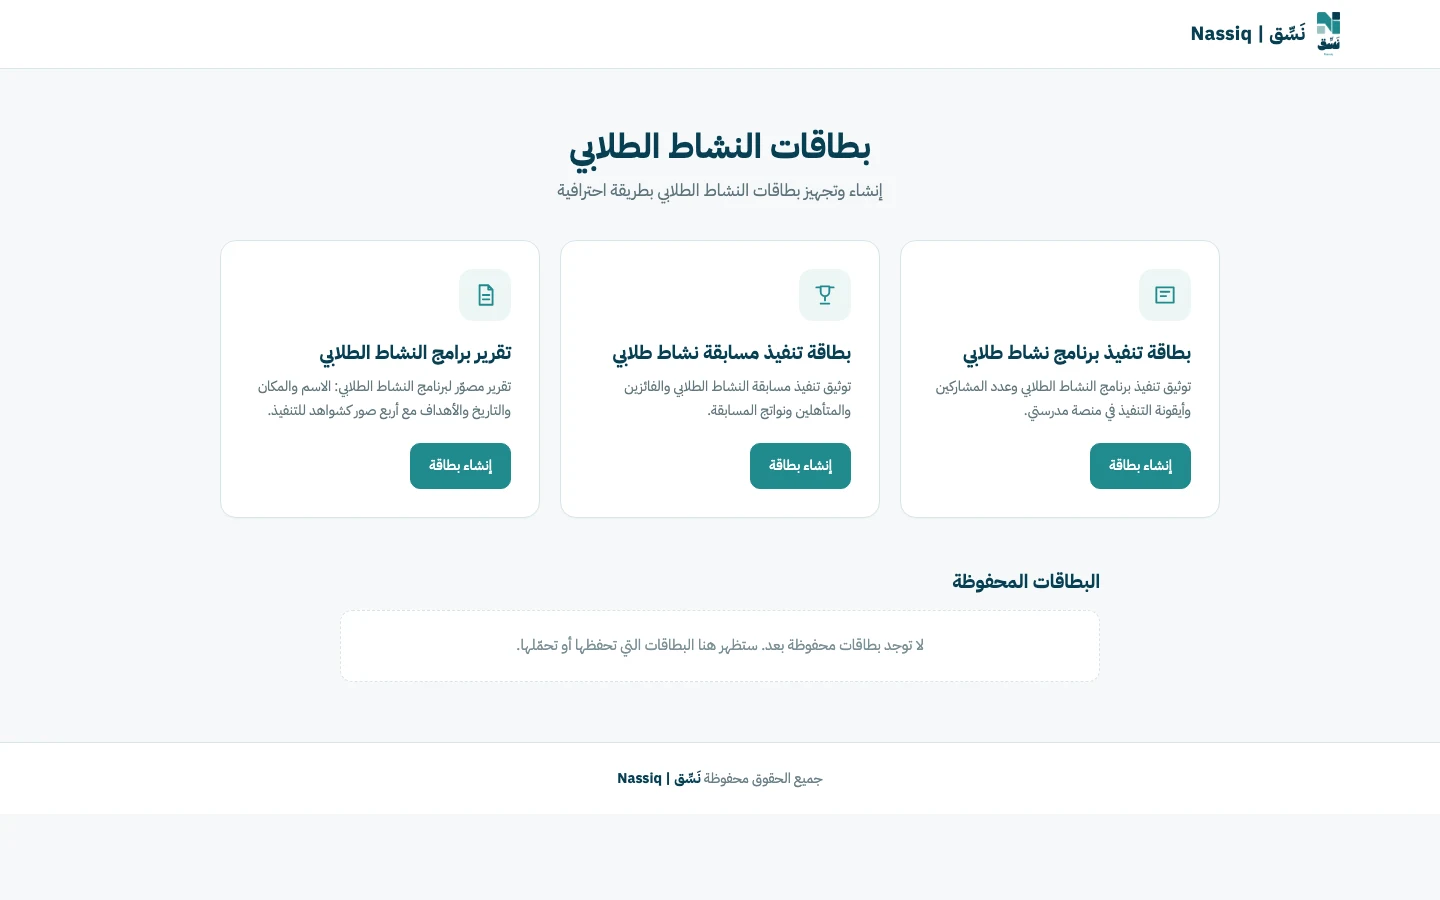 نَسِّق
نَسِّق | Nassiq
بطاقات النشاط الطلابي
إنشاء وتجهيز بطاقات النشاط الطلابي بطريقة احترافية
بطاقة تنفيذ برنامج نشاط طلابي
توثيق تنفيذ برنامج النشاط الطلابي وعدد المشاركين
وأيقونة التنفيذ في منصة مدرستي.
إنشاء بطاقة
بطاقة تنفيذ مسابقة نشاط طلابي
توثيق تنفيذ مسابقة النشاط الطلابي والفائزين
والمتأهلين ونواتج المسابقة.
إنشاء بطاقة
تقرير برامج النشاط الطلابي
تقرير مصوّر لبرنامج النشاط الطلابي: الاسم والمكان
والتاريخ والأهداف مع أربع صور كشواهد للتنفيذ.
إنشاء بطاقة
البطاقات المحفوظة
لا توجد بطاقات محفوظة بعد. ستظهر هنا البطاقات التي تحفظها أو تحمّلها.
جميع الحقوق محفوظة نَسِّق | Nassiq